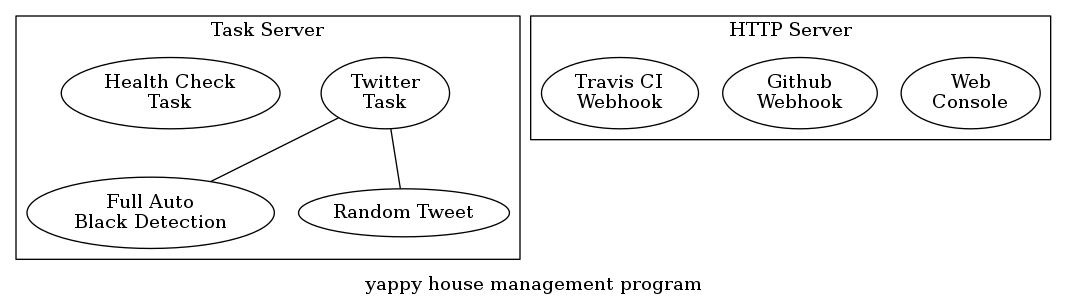 Task Server
Health Check
Task
Twitter
Task
Full Auto
Black Detection
Random Tweet
HTTP Server
Travis CI
Webhook
Github
Webhook
Web
Console
yappy house management program